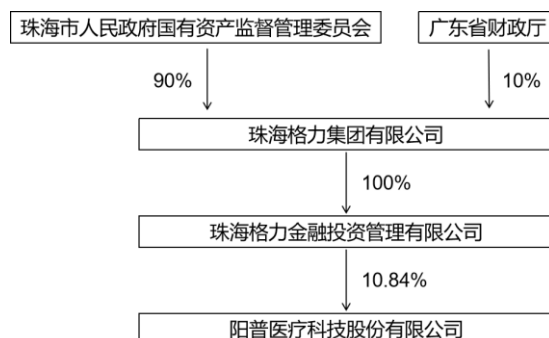 珠海市人民政府国有资产监督管理委员会
广东省财政厅
90%
10%
珠海格力集团有限公司
100%
珠海格力金融投资管理有限公司
10.84%
阳普医疗科技股份有限公司